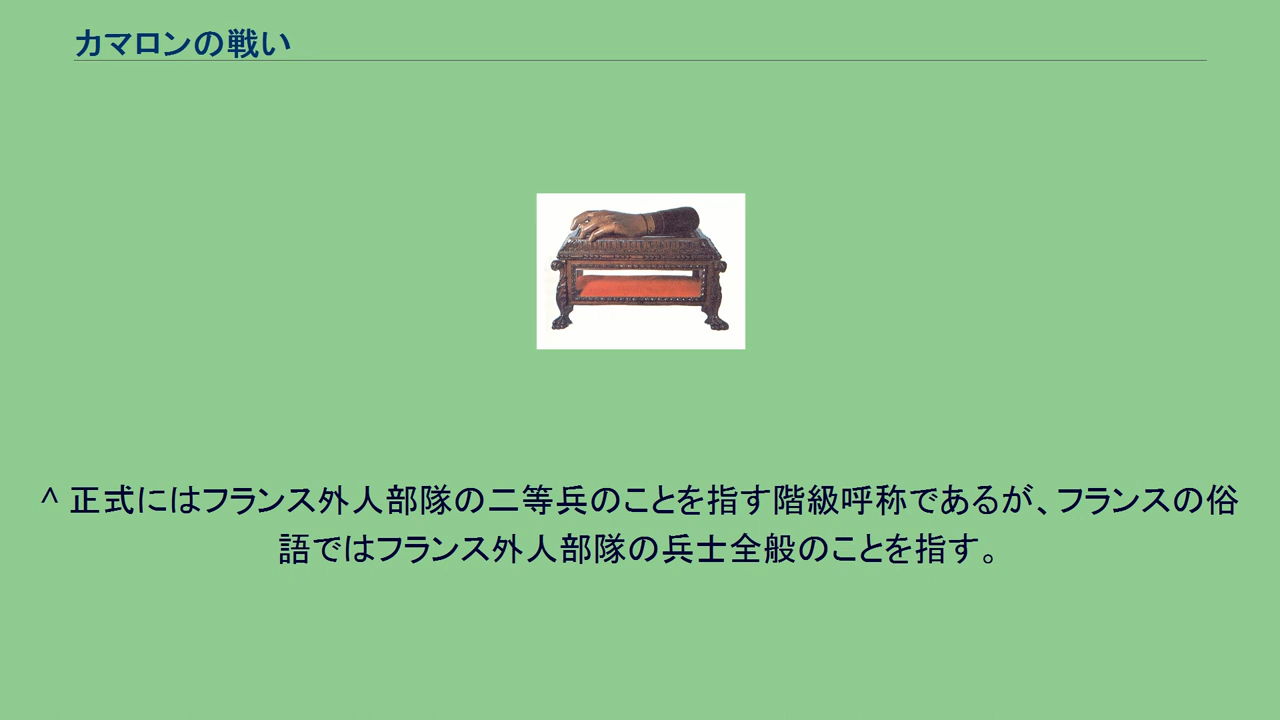 カマロンの戦い
^ 正式にはフランス外人部隊の二等兵のことを指す階級呼称であるが、フランスの俗
語ではフランス外人部隊の兵士全般のことを指す。